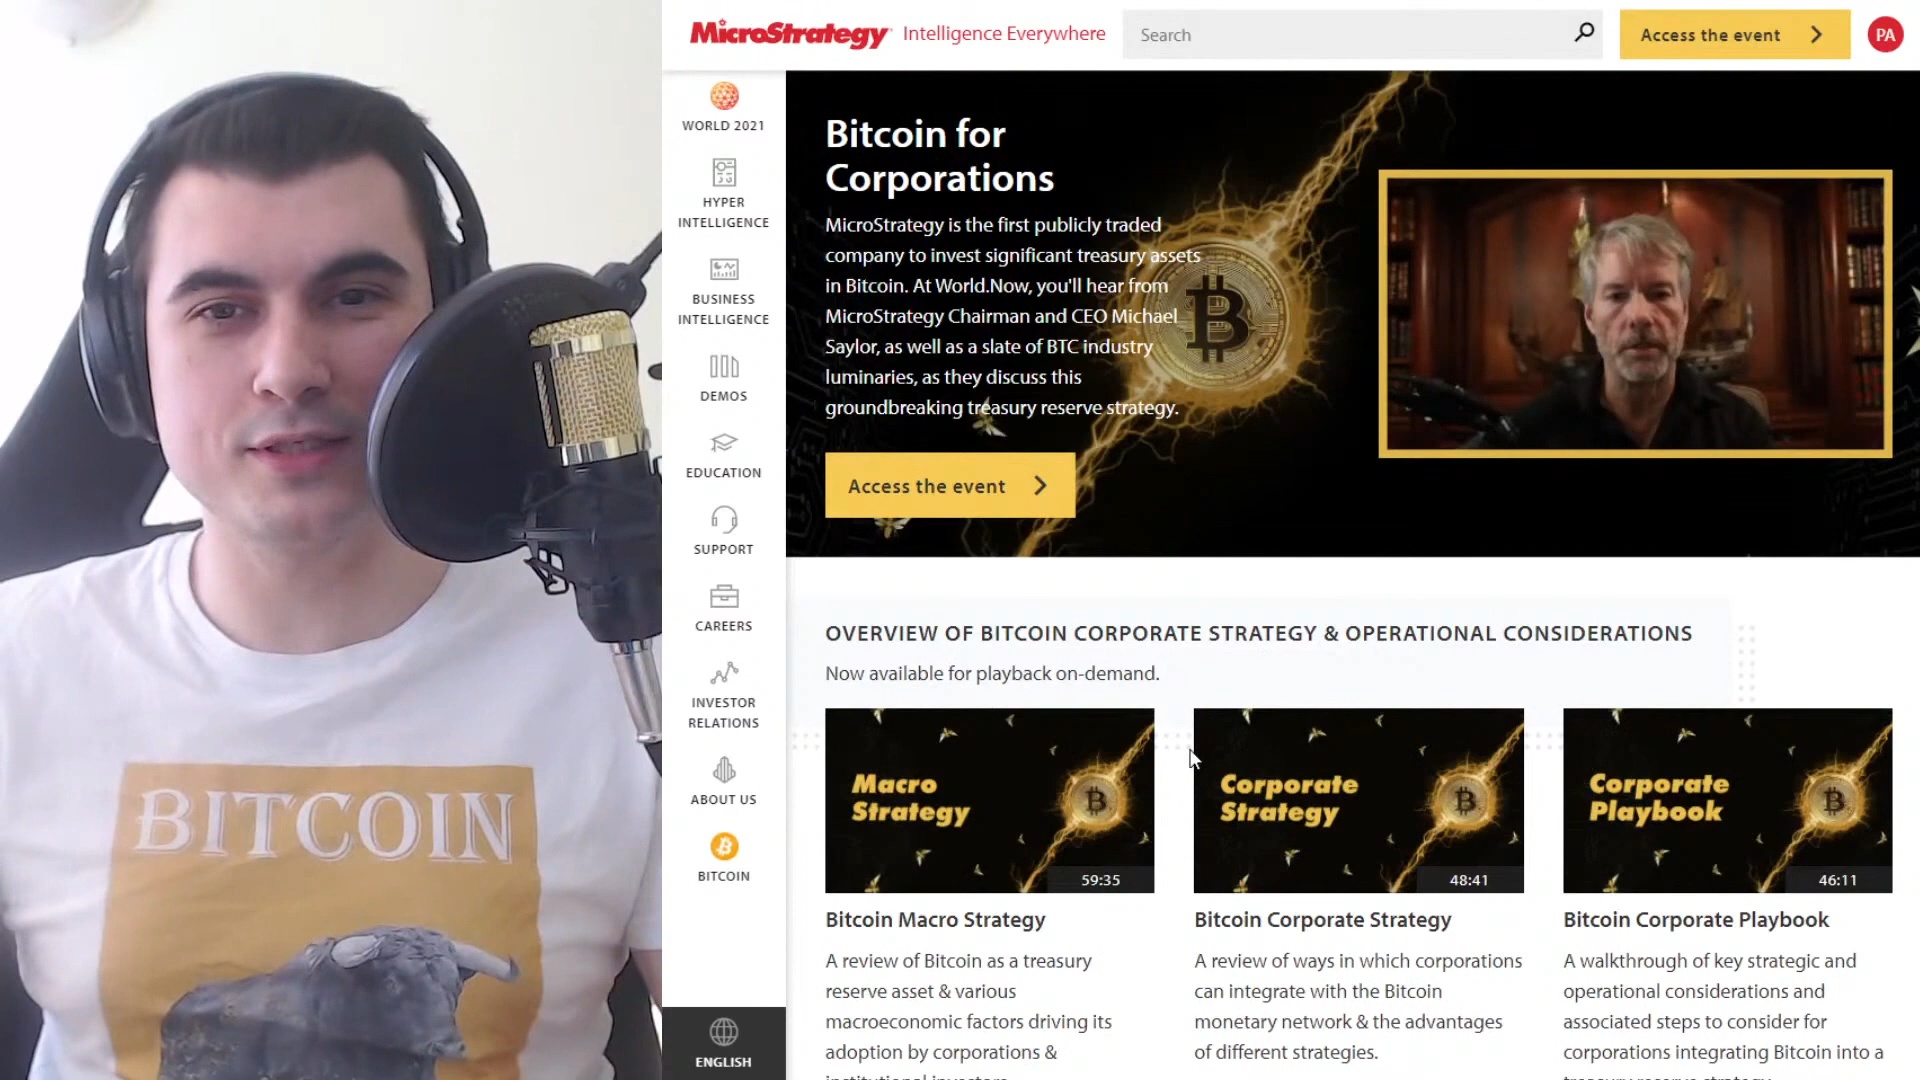 MicroStrategy Intelligence Everywhere
Search
Access the event
PA
WORLD 2021
HYPER
INTELLIGENCE
BUSINESS
INTELLIGENCE
DEMOS
EDUCATION
SUPPORT
CAREERS
INVESTOR
RELATIONS
ABOUT US
BITCOIN
ENGLISH
Bitcoin for
Corporations
MicroStrategy is the first publicly traded
company to invest significant treasury assets
in Bitcoin. At World.Now, you'll hear from
MicroStrategy Chairman and CEO Michael
Saylor, as well as a slate of BTC industry
luminaries, as they discuss this
groundbreaking treasury reserve strategy.
Access the event
OVERVIEW OF BITCOIN CORPORATE STRATEGY & OPERATIONAL CONSIDERATIONS
Now available for playback on-demand.
Macro
Strategy
59:35
Bitcoin Macro Strategy
A review of Bitcoin as a treasury
reserve asset & various
macroeconomic factors driving its
adoption by corporations &
institutional investors.
Corporate
Strategy
48:41
Bitcoin Corporate Strategy
A review of ways in which corporations
can integrate with the Bitcoin
monetary network & the advantages
of different strategies.
Corporate
Playbook
46:11
Bitcoin Corporate Playbook
A walkthrough of key strategic and
operational considerations and
associated steps to consider for
corporations integrating Bitcoin into a
treasury reserve strategy.
BITCOIN